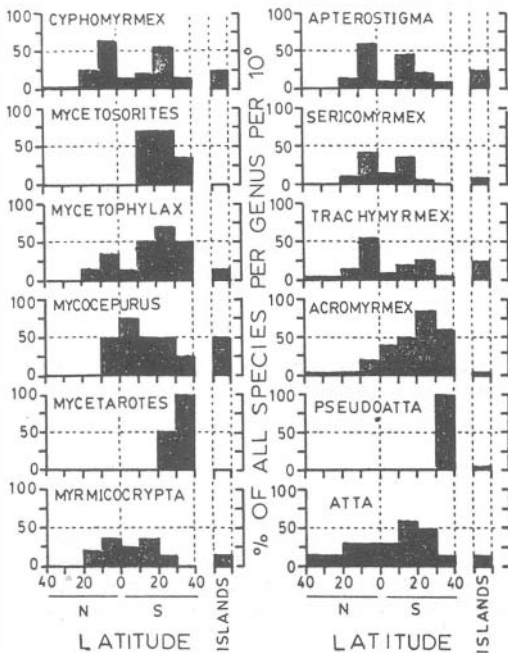 CYPHOMYRMEX
100
50
0
MYCETOSORITES
100
50
0
MYCETOPHYLAX
100
50
0
MYCOCEPURUS
100
50
0
MYCETAROTES
100
50
0
MYRMICOCRYPTA
100
50
0
40 20 0 20 40
N S
LATITUDE
ISLANDS
% OF ALL SPECIES PER GENUS PER 10°
APTEROSTIGMA
100
50
0
SERICOMYRMEX
100
50
0
TRACHYMYRMEX
100
50
0
ACROMYRMEX
100
50
0
PSEUDOATTA
100
50
0
ATTA
100
50
0
40 20 0 20 40
N S
LATITUDE
ISLANDS